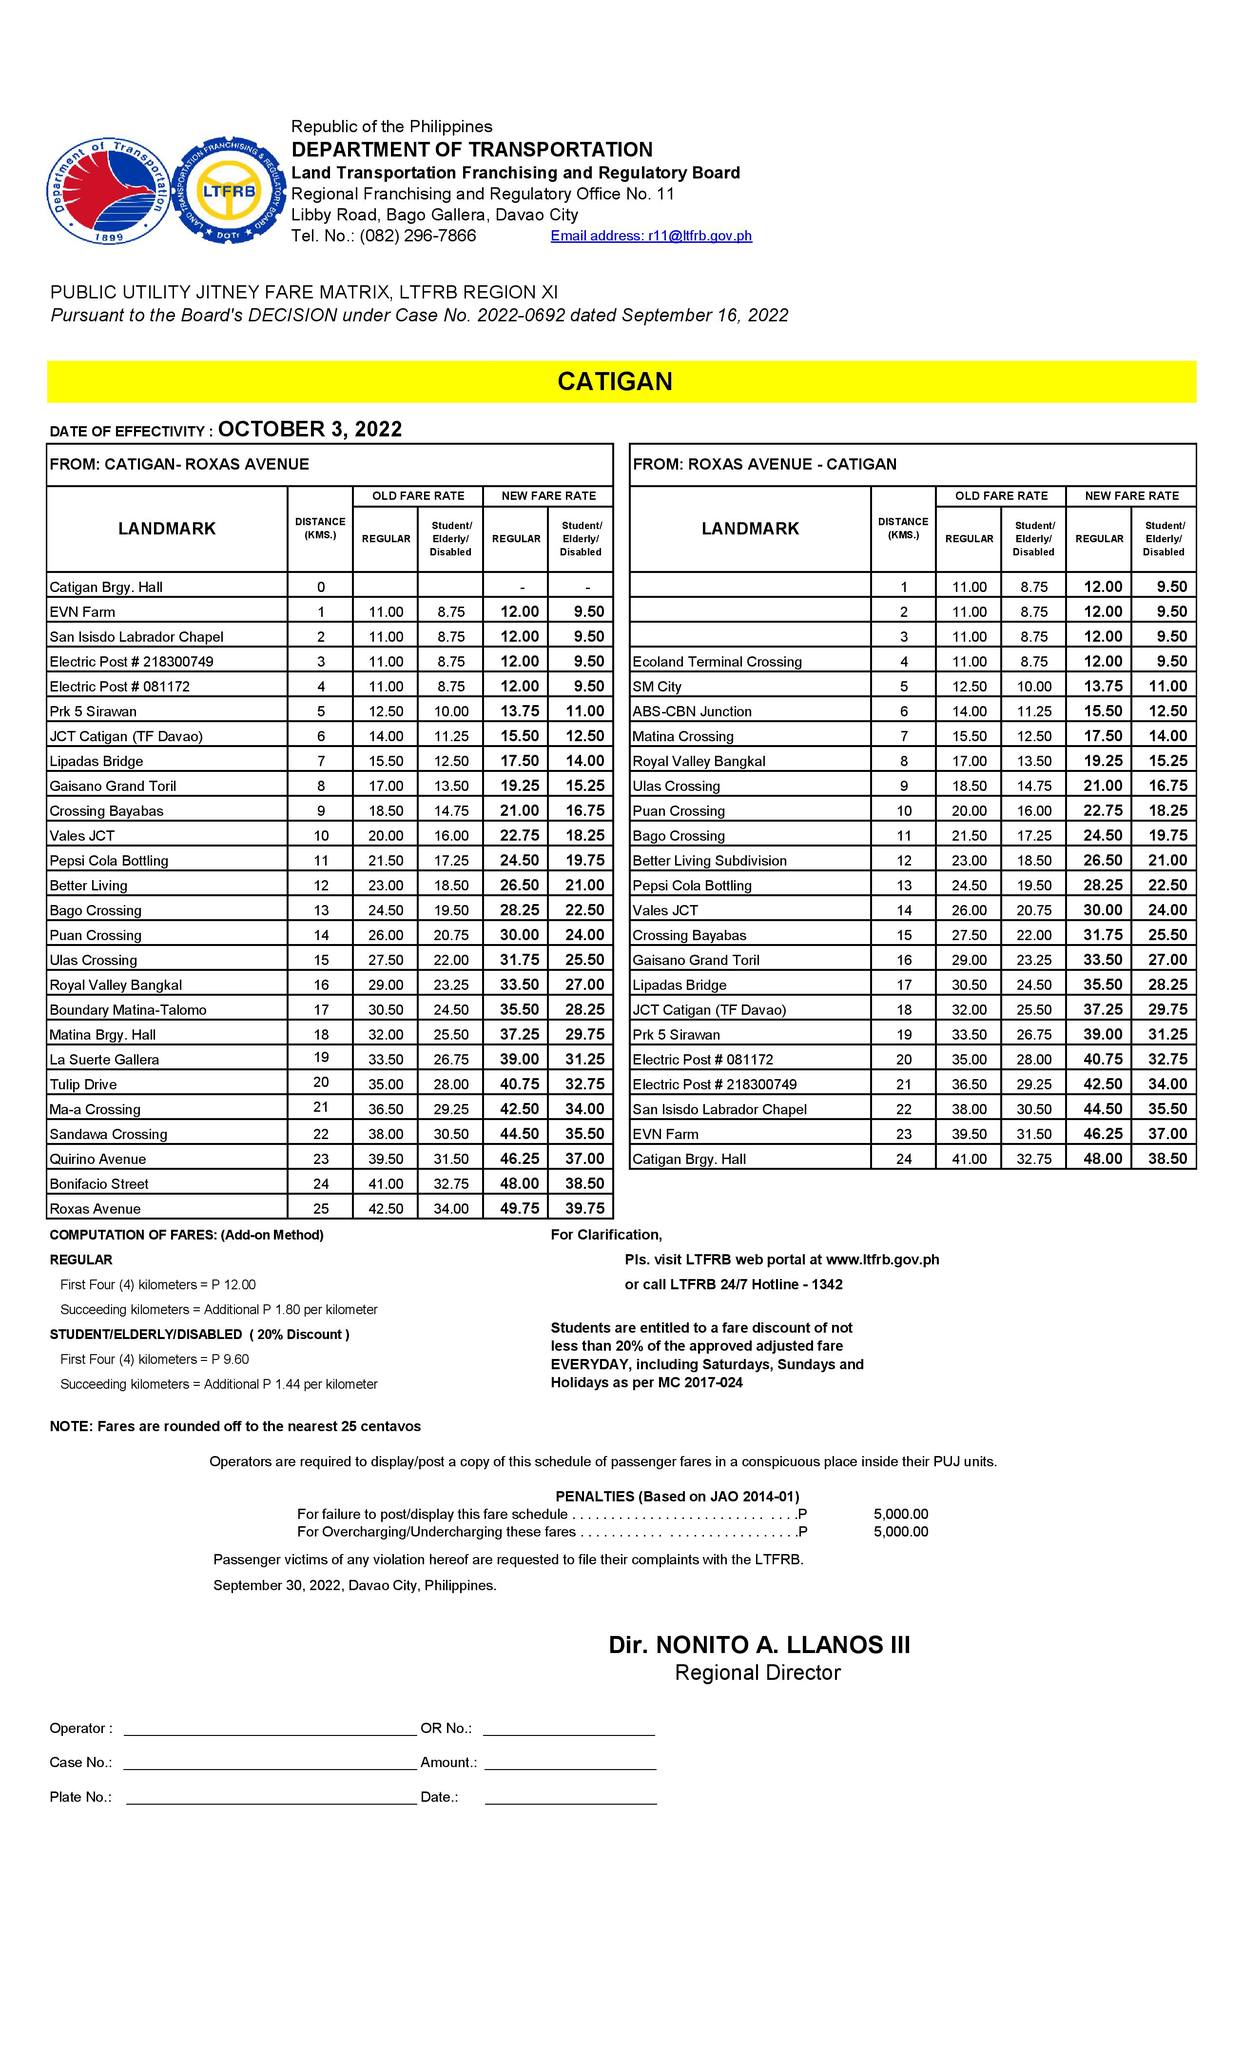 Republic of the Philippines
DEPARTMENT OF TRANSPORTATION
Land Transportation Franchising and Regulatory Board
Regional Franchising and Regulatory Office No. 11
Libby Road, Bago Gallera, Davao City
Tel. No.: (082) 296-7866 Email address: r11@ltfrb.gov.ph
Department of Transportation
1899
LAND TRANSPORTATION FRANCHISING & REGULATORY BOARD
LTFRB
DOTr
PUBLIC UTILITY JITNEY FARE MATRIX, LTFRB REGION XI
Pursuant to the Board's DECISION under Case No. 2022-0692 dated September 16, 2022
CATIGAN
DATE OF EFFECTIVITY : OCTOBER 3, 2022
FROM: CATIGAN- ROXAS AVENUE
LANDMARK DISTANCE (KMS.) OLD FARE RATE NEW FARE RATE
REGULAR Student/ Elderly/ Disabled REGULAR Student/ Elderly/ Disabled
Catigan Brgy. Hall 0 - -
EVN Farm 1 11.00 8.75 12.00 9.50
San Isisdo Labrador Chapel 2 11.00 8.75 12.00 9.50
Electric Post # 218300749 3 11.00 8.75 12.00 9.50
Electric Post # 081172 4 11.00 8.75 12.00 9.50
Prk 5 Sirawan 5 12.50 10.00 13.75 11.00
JCT Catigan (TF Davao) 6 14.00 11.25 15.50 12.50
Lipadas Bridge 7 15.50 12.50 17.50 14.00
Gaisano Grand Toril 8 17.00 13.50 19.25 15.25
Crossing Bayabas 9 18.50 14.75 21.00 16.75
Vales JCT 10 20.00 16.00 22.75 18.25
Pepsi Cola Bottling 11 21.50 17.25 24.50 19.75
Better Living 12 23.00 18.50 26.50 21.00
Bago Crossing 13 24.50 19.50 28.25 22.50
Puan Crossing 14 26.00 20.75 30.00 24.00
Ulas Crossing 15 27.50 22.00 31.75 25.50
Royal Valley Bangkal 16 29.00 23.25 33.50 27.00
Boundary Matina-Talomo 17 30.50 24.50 35.50 28.25
Matina Brgy. Hall 18 32.00 25.50 37.25 29.75
La Suerte Gallera 19 33.50 26.75 39.00 31.25
Tulip Drive 20 35.00 28.00 40.75 32.75
Ma-a Crossing 21 36.50 29.25 42.50 34.00
Sandawa Crossing 22 38.00 30.50 44.50 35.50
Quirino Avenue 23 39.50 31.50 46.25 37.00
Bonifacio Street 24 41.00 32.75 48.00 38.50
Roxas Avenue 25 42.50 34.00 49.75 39.75
FROM: ROXAS AVENUE - CATIGAN
LANDMARK DISTANCE (KMS.) OLD FARE RATE NEW FARE RATE
REGULAR Student/ Elderly/ Disabled REGULAR Student/ Elderly/ Disabled
1 11.00 8.75 12.00 9.50
2 11.00 8.75 12.00 9.50
3 11.00 8.75 12.00 9.50
Ecoland Terminal Crossing 4 11.00 8.75 12.00 9.50
SM City 5 12.50 10.00 13.75 11.00
ABS-CBN Junction 6 14.00 11.25 15.50 12.50
Matina Crossing 7 15.50 12.50 17.50 14.00
Royal Valley Bangkal 8 17.00 13.50 19.25 15.25
Ulas Crossing 9 18.50 14.75 21.00 16.75
Puan Crossing 10 20.00 16.00 22.75 18.25
Bago Crossing 11 21.50 17.25 24.50 19.75
Better Living Subdivision 12 23.00 18.50 26.50 21.00
Pepsi Cola Bottling 13 24.50 19.50 28.25 22.50
Vales JCT 14 26.00 20.75 30.00 24.00
Crossing Bayabas 15 27.50 22.00 31.75 25.50
Gaisano Grand Toril 16 29.00 23.25 33.50 27.00
Lipadas Bridge 17 30.50 24.50 35.50 28.25
JCT Catigan (TF Davao) 18 32.00 25.50 37.25 29.75
Prk 5 Sirawan 19 33.50 26.75 39.00 31.25
Electric Post # 081172 20 35.00 28.00 40.75 32.75
Electric Post # 218300749 21 36.50 29.25 42.50 34.00
San Isisdo Labrador Chapel 22 38.00 30.50 44.50 35.50
EVN Farm 23 39.50 31.50 46.25 37.00
Catigan Brgy. Hall 24 41.00 32.75 48.00 38.50
COMPUTATION OF FARES: (Add-on Method)
REGULAR
First Four (4) kilometers = P 12.00
Succeeding kilometers = Additional P 1.80 per kilometer
STUDENT/ELDERLY/DISABLED ( 20% Discount )
First Four (4) kilometers = P 9.60
Succeeding kilometers = Additional P 1.44 per kilometer
For Clarification,
Pls. visit LTFRB web portal at www.ltfrb.gov.ph
or call LTFRB 24/7 Hotline - 1342
Students are entitled to a fare discount of not
less than 20% of the approved adjusted fare
EVERYDAY, including Saturdays, Sundays and
Holidays as per MC 2017-024
NOTE: Fares are rounded off to the nearest 25 centavos
Operators are required to display/post a copy of this schedule of passenger fares in a conspicuous place inside their PUJ units.
PENALTIES (Based on JAO 2014-01)
For failure to post/display this fare schedule . . . . . . . . . . . . . . . . . . . . . . . . . . . . .P 5,000.00
For Overcharging/Undercharging these fares . . . . . . . . . . . . . . . . . . . . . . . . . . . .P 5,000.00
Passenger victims of any violation hereof are requested to file their complaints with the LTFRB.
September 30, 2022, Davao City, Philippines.
Dir. NONITO A. LLANOS III
Regional Director
Operator : OR No.:
Case No.: Amount.:
Plate No.: Date.: